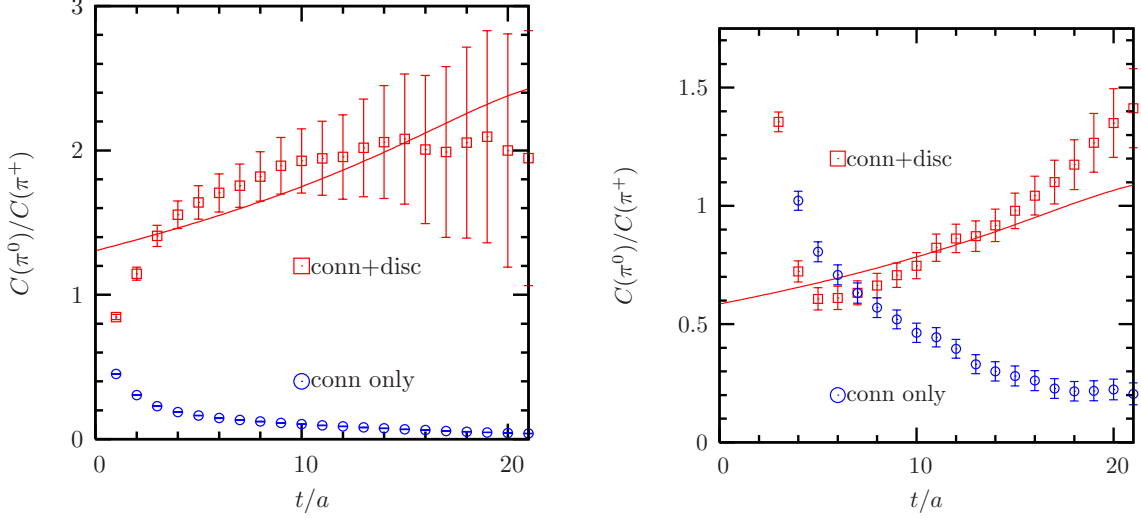 3
2
1
0
0
10
20
C(π⁰)/C(π⁺)
t/a
conn+disc
conn only
1.5
1
0.5
0
0
10
20
C(π⁰)/C(π⁺)
t/a
conn+disc
conn only